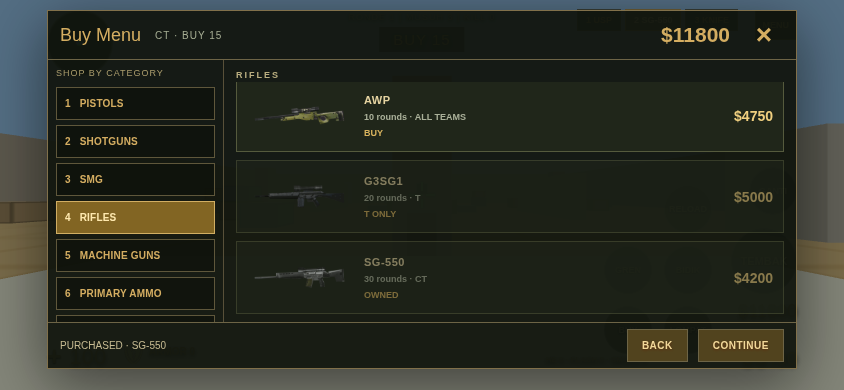 Buy Menu CT · BUY 15 $11800 ✕
SHOP BY CATEGORY
1 PISTOLS
2 SHOTGUNS
3 SMG
4 RIFLES
5 MACHINE GUNS
6 PRIMARY AMMO
RIFLES
AWP
10 rounds · ALL TEAMS
BUY
$4750
G3SG1
20 rounds · T
T ONLY
$5000
SG-550
30 rounds · CT
OWNED
$4200
PURCHASED · SG-550
BACK
CONTINUE